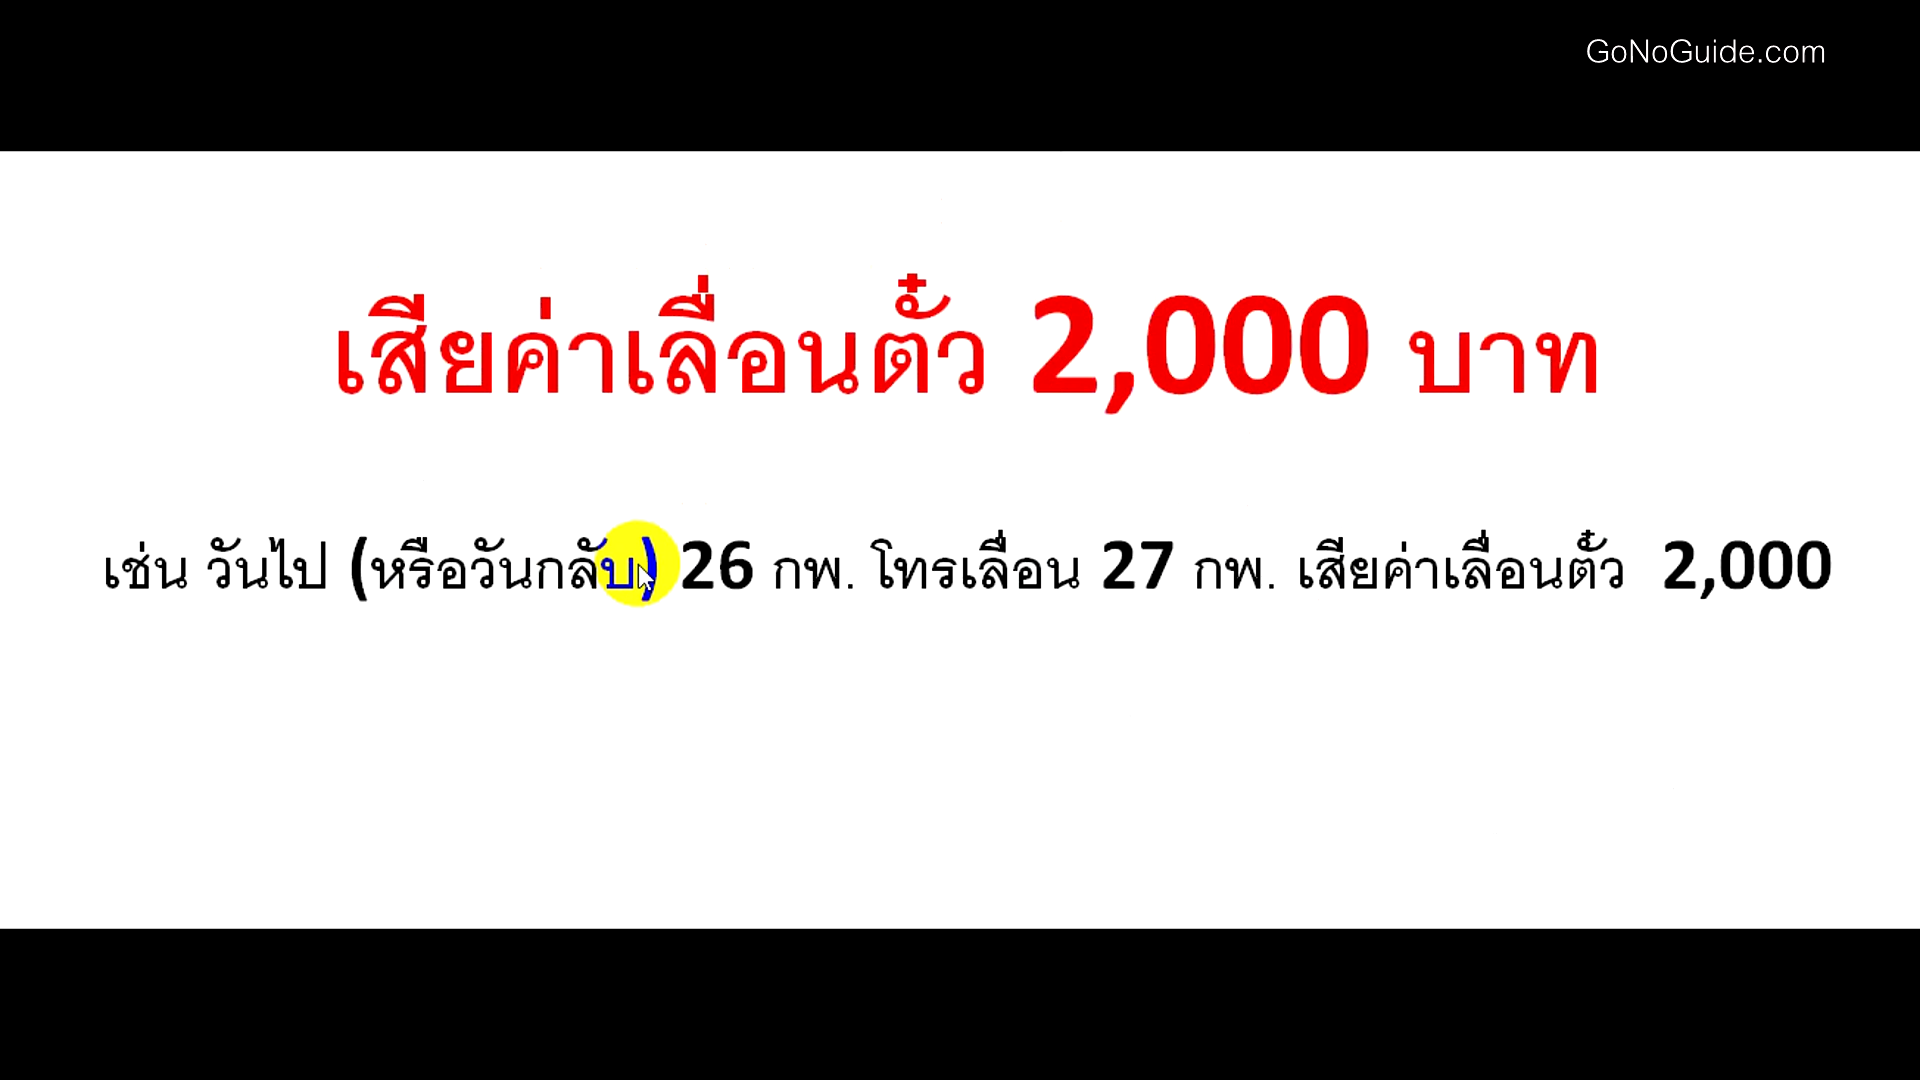 GoNoGuide.com
เสียค่าเลื่อนตั๋ว 2,000 บาท
เช่น วันไป (หรือวันกลับ) 26 กพ. โทรเลื่อน 27 กพ. เสียค่าเลื่อนตั๋ว 2,000